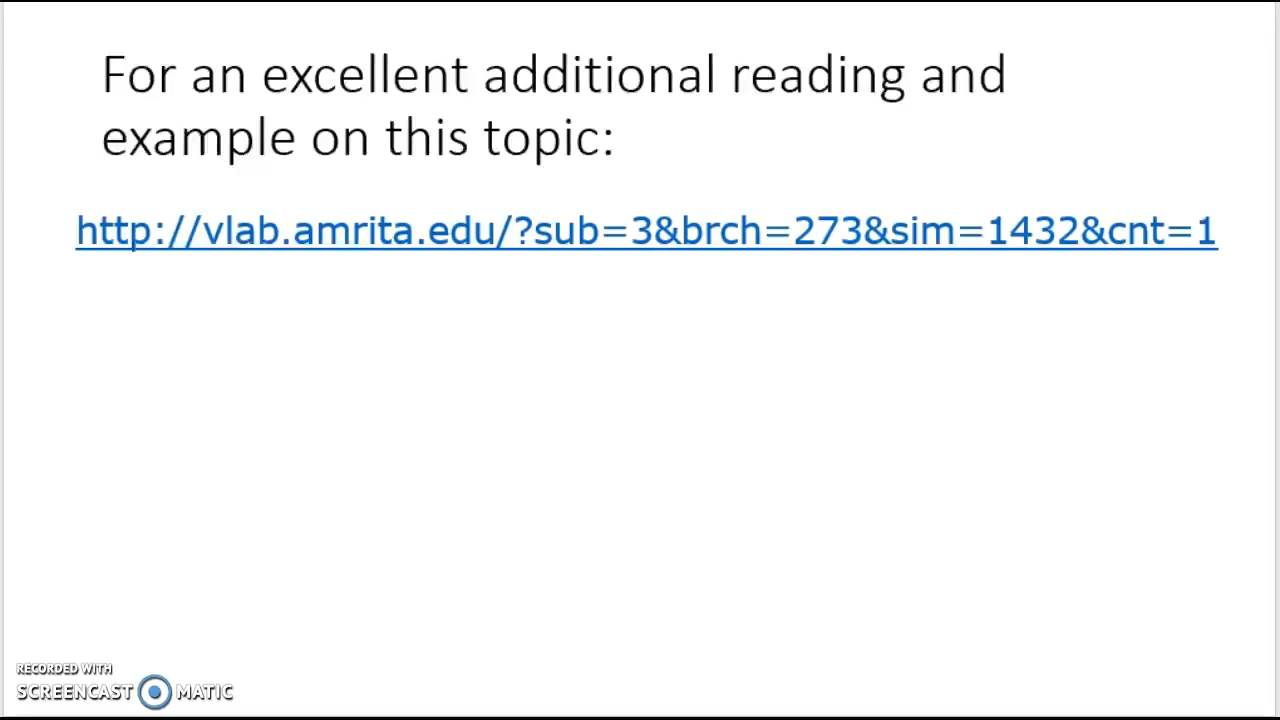 For an excellent additional reading and
example on this topic:
http://vlab.amrita.edu/?sub=3&brch=273&sim=1432&cnt=1
RECORDED WITH
SCREENCAST MATIC